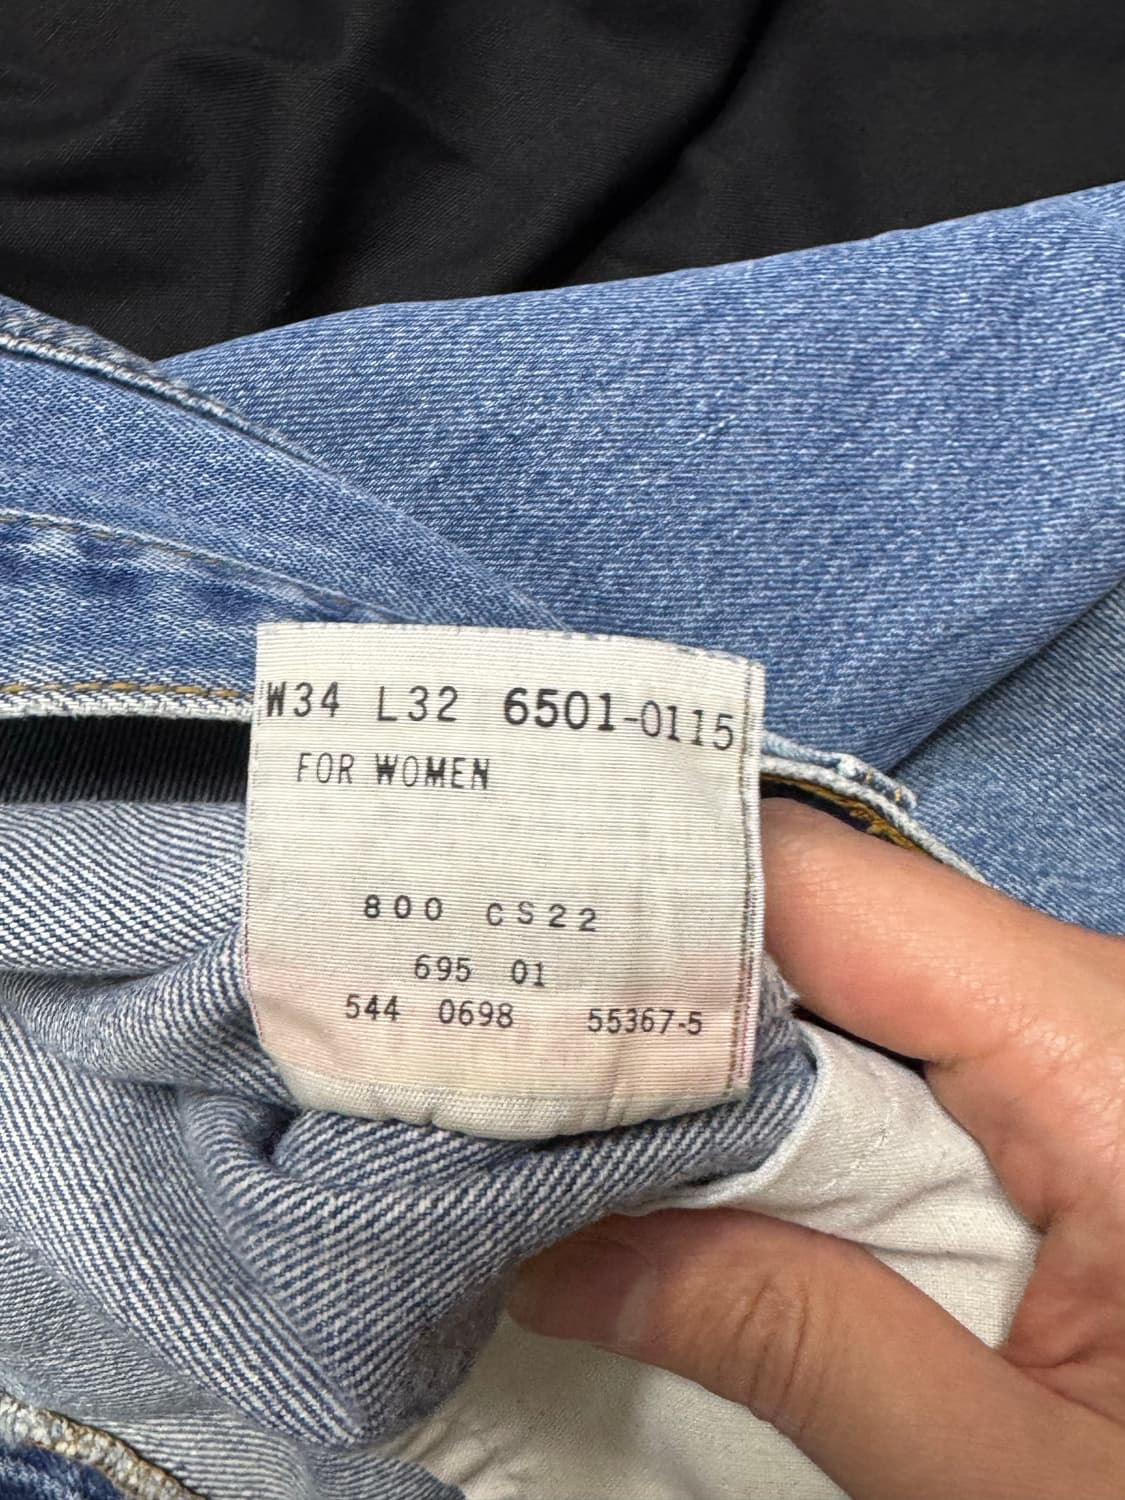 W34 L32 6501-0115
FOR WOMEN
800 CS22
695 01
544 0698 55367-5